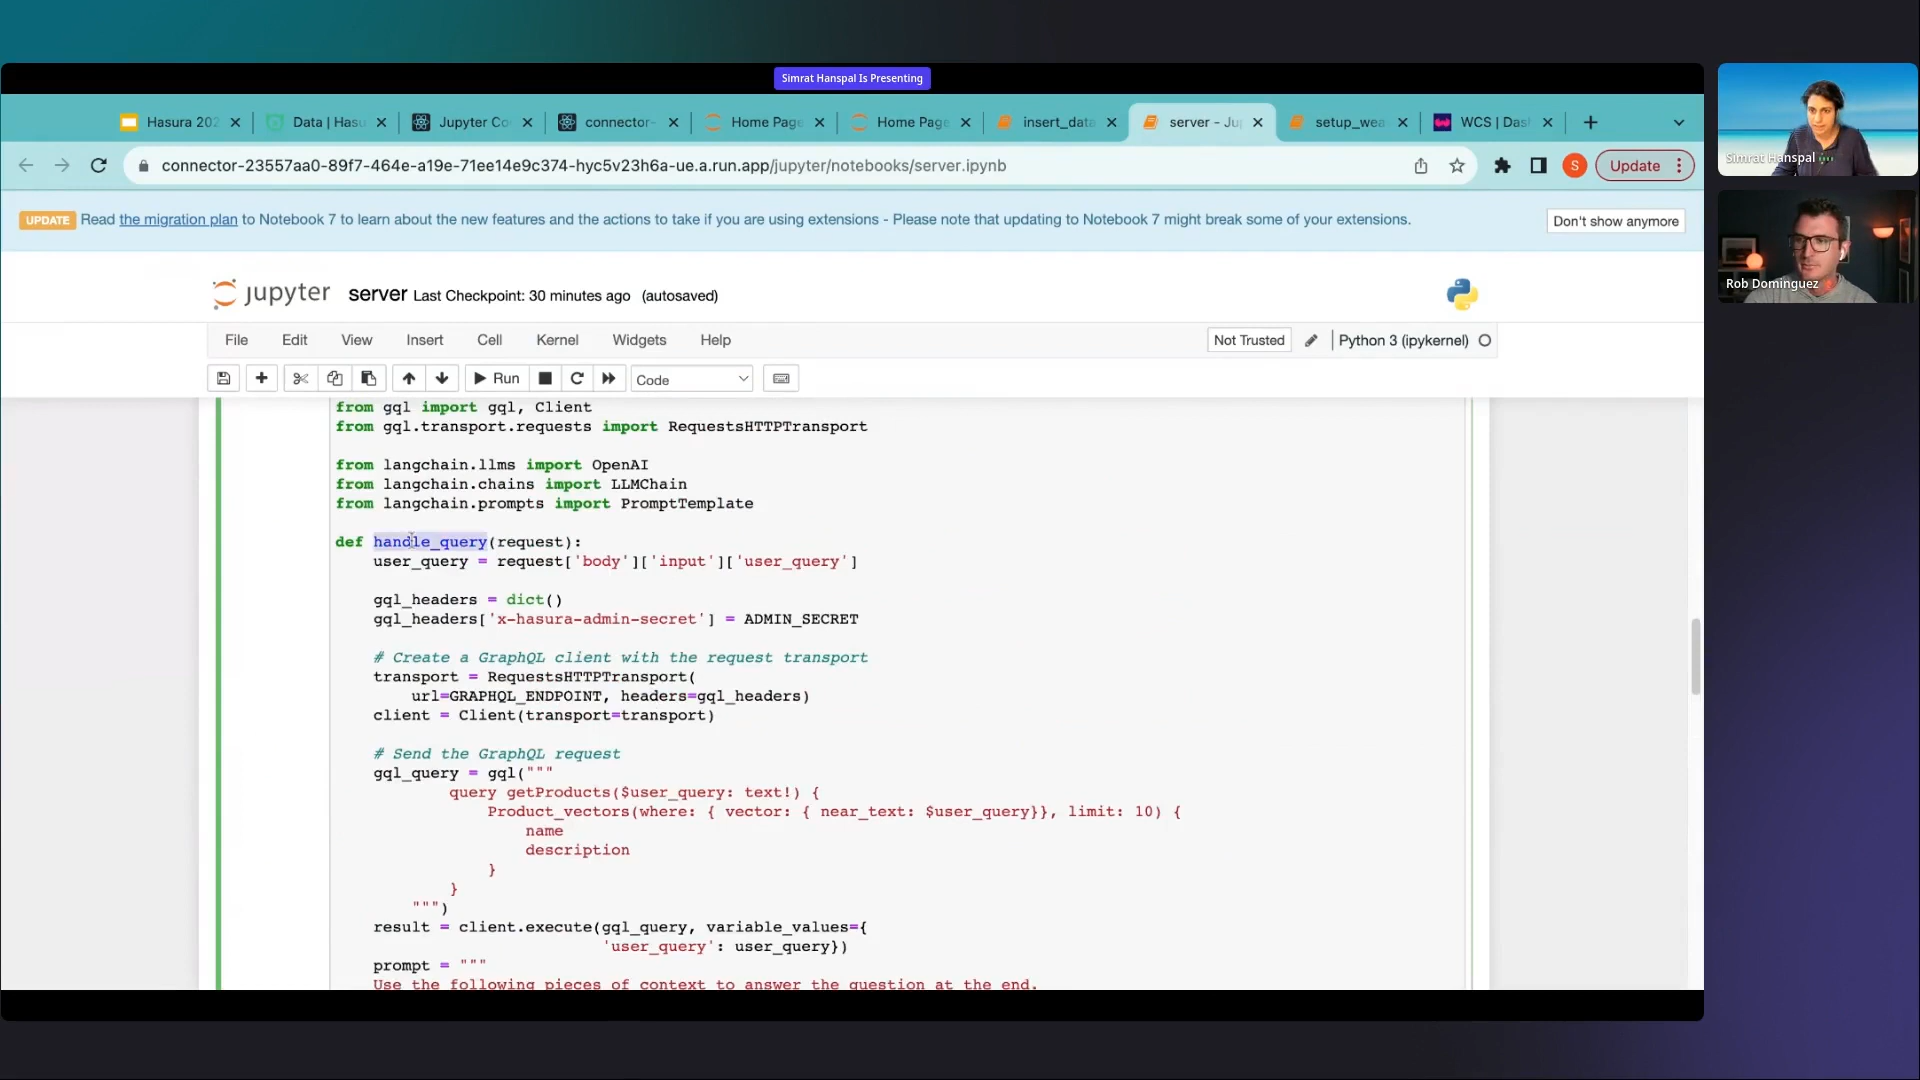 Simrat Hanspal Is Presenting
Hasura 202
Data | Hasu
Jupyter Co
connector-
Home Page
Home Page
insert_data
server - Ju
setup_wea
WCS | Dash
connector-23557aa0-89f7-464e-a19e-71ee14e9c374-hyc5v23h6a-ue.a.run.app/jupyter/notebooks/server.ipynb
S
Update
UPDATE Read the migration plan to Notebook 7 to learn about the new features and the actions to take if you are using extensions - Please note that updating to Notebook 7 might break some of your extensions.
Don't show anymore
jupyter server Last Checkpoint: 30 minutes ago (autosaved)
File Edit View Insert Cell Kernel Widgets Help
Not Trusted
Python 3 (ipykernel)
Run
Code
from gql import gql, Client
from gql.transport.requests import RequestsHTTPTransport
from langchain.llms import OpenAI
from langchain.chains import LLMChain
from langchain.prompts import PromptTemplate
def handle_query(request):
user_query = request['body']['input']['user_query']
gql_headers = dict()
gql_headers['x-hasura-admin-secret'] = ADMIN_SECRET
# Create a GraphQL client with the request transport
transport = RequestsHTTPTransport(
url=GRAPHQL_ENDPOINT, headers=gql_headers)
client = Client(transport=transport)
# Send the GraphQL request
gql_query = gql("""
query getProducts($user_query: text!) {
Product_vectors(where: { vector: { near_text: $user_query}}, limit: 10) {
name
description
}
}
""")
result = client.execute(gql_query, variable_values={
'user_query': user_query})
prompt = """
Use the following pieces of context to answer the question at the end.
Simrat Hanspal
Rob Dominguez